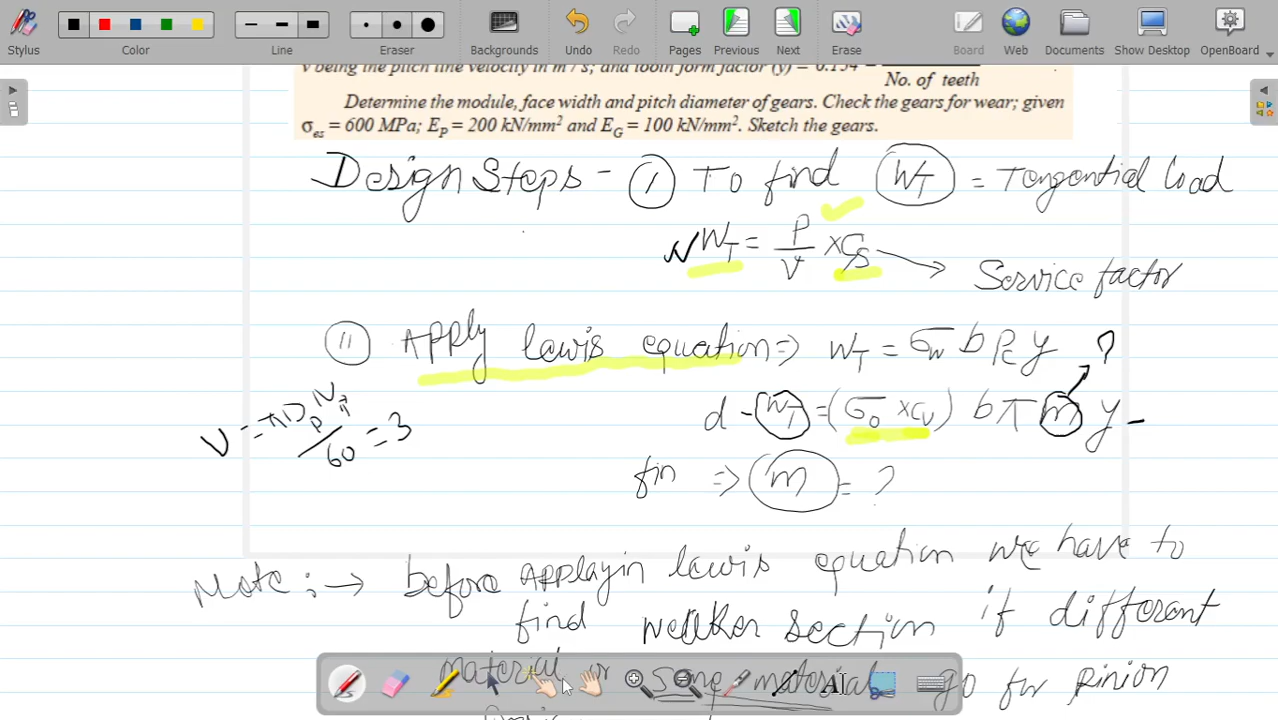 Stylus Color Line Eraser Backgrounds Undo Redo Pages Previous Next Erase Board Web Documents Show Desktop OpenBoard
v being the pitch line velocity in m / s; and tooth form factor (y) = 0.154 –
No. of teeth
Determine the module, face width and pitch diameter of gears. Check the gears for wear; given
σes = 600 MPa; EP = 200 kN/mm² and EG = 100 kN/mm². Sketch the gears.
Design Steps - (I) To find (WT) = Tengential load
WT = P/V × CS → Service factor
(II) Apply lewis equation ⇒ WT = σw b Pc y ?
d - WT = (σo × Cv) b π m y -
V = πDpNp/60 = 3
fin ⇒ (m) = ?
Note :→ before Applayin lewis equation we have to
find weaker section if different
material or same material go for pinion